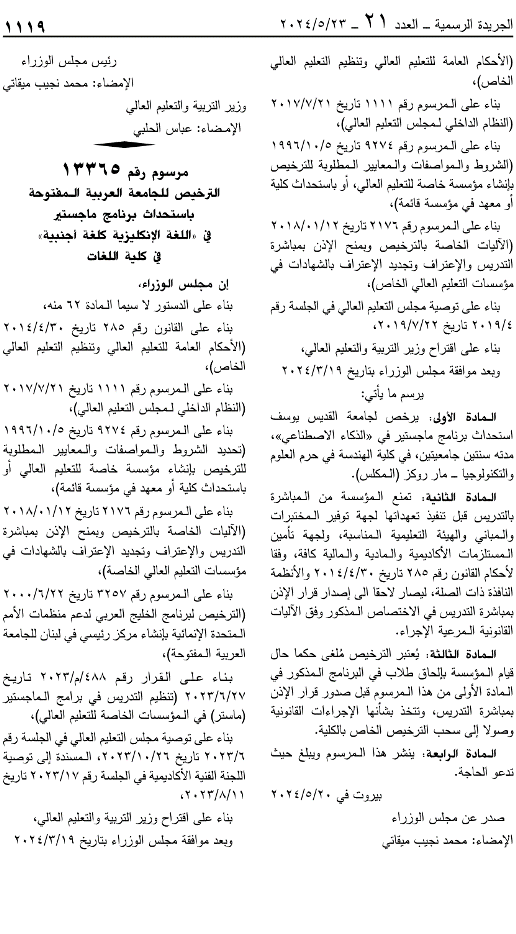 الجريدة الرسمية ــ العدد ٢١ ــ ٢٠٢٤/٥/٢٣
١١١٩
(الأحكام العامة للتعليم العالي وتنظيم التعليم العالي
الخاص)،
بناء على المرسوم رقم ١١١١ تاريخ ٢٠١٧/٧/٢١
(النظام الداخلي لمجلس التعليم العالي)،
بناء على المرسوم رقم ٩٢٧٤ تاريخ ١٩٩٦/١٠/٥
(الشروط والمواصفات والمعايير المطلوبة للترخيص
بإنشاء مؤسسة خاصة للتعليم العالي، أو باستحداث كلية
أو معهد في مؤسسة قائمة)،
بناء على المرسوم رقم ٢١٧٦ تاريخ ٢٠١٨/٠١/١٢
(الآليات الخاصة بالترخيص وبمنح الإذن بمباشرة
التدريس والإعتراف وتجديد الإعتراف بالشهادات في
مؤسسات التعليم العالي الخاص)،
بناء على توصية مجلس التعليم العالي في الجلسة رقم
٢٠١٩/٤ تاريخ ٢٠١٩/٧/٢٢،
بناء على اقتراح وزير التربية والتعليم العالي،
وبعد موافقة مجلس الوزراء بتاريخ ٢٠٢٤/٣/١٩
يرسم ما يأتي:
المادة الأولى: يرخص لجامعة القديس يوسف
استحداث برنامج ماجستير في «الذكاء الاصطناعي»،
مدته سنتين جامعيتين، في كلية الهندسة في حرم العلوم
والتكنولوجيا ــ مار روكز (المكلس).
المادة الثانية: تمنع المؤسسة من المباشرة
بالتدريس قبل تنفيذ تعهداتها لجهة توفير المختبرات
والمباني والهيئة التعليمية المناسبة، ولجهة تأمين
المستلزمات الأكاديمية والمادية والمالية كافة، وفقا
لأحكام القانون رقم ٢٨٥ تاريخ ٢٠١٤/٤/٣٠ والأنظمة
النافذة ذات الصلة، ليصار لاحقا الى إصدار قرار الإذن
بمباشرة التدريس في الاختصاص المذكور وفق الآليات
القانونية المرعية الإجراء.
المادة الثالثة: يُعتبر الترخيص مُلغى حكما حال
قيام المؤسسة بإلحاق طلاب في البرنامج المذكور في
المادة الأولى من هذا المرسوم قبل صدور قرار الإذن
بمباشرة التدريس، وتتخذ بشأنها الإجراءات القانونية
وصولا إلى سحب الترخيص الخاص بالكلية.
المادة الرابعة: ينشر هذا المرسوم ويبلغ حيث
تدعو الحاجة.
بيروت في ٢٠٢٤/٥/٢٠
صدر عن مجلس الوزراء
الإمضاء: محمد نجيب ميقاتي
رئيس مجلس الوزراء
الإمضاء: محمد نجيب ميقاتي
وزير التربية والتعليم العالي
الإمضاء: عباس الحلبي
مرسوم رقم ١٣٣٦٥
الترخيص للجامعة العربية المفتوحة
باستحداث برنامج ماجستير
في «اللغة الإنكليزية كلغة أجنبية»
في كلية اللغات
إن مجلس الوزراء،
بناء على الدستور لا سيما المادة ٦٢ منه،
بناء على القانون رقم ٢٨٥ تاريخ ٢٠١٤/٤/٣٠
(الأحكام العامة للتعليم العالي وتنظيم التعليم العالي
الخاص)،
بناء على المرسوم رقم ١١١١ تاريخ ٢٠١٧/٧/٢١
(النظام الداخلي لمجلس التعليم العالي)،
بناء على المرسوم رقم ٩٢٧٤ تاريخ ١٩٩٦/١٠/٥
(تحديد الشروط والمواصفات والمعايير المطلوبة
للترخيص بإنشاء مؤسسة خاصة للتعليم العالي أو
باستحداث كلية أو معهد في مؤسسة قائمة)،
بناء على المرسوم رقم ٢١٧٦ تاريخ ٢٠١٨/٠١/١٢
(الآليات الخاصة بالترخيص وبمنح الإذن بمباشرة
التدريس والإعتراف وتجديد الإعتراف بالشهادات في
مؤسسات التعليم العالي الخاصة)،
بناء على المرسوم رقم ٣٢٥٧ تاريخ ٢٠٠٠/٦/٢٢
(الترخيص لبرنامج الخليج العربي لدعم منظمات الأمم
المتحدة الإنمائية بإنشاء مركز رئيسي في لبنان للجامعة
العربية المفتوحة)،
بناء على القرار رقم ٤٨٨/م/٢٠٢٣ تاريخ
٢٠٢٣/٦/٢٧ (تنظيم التدريس في برامج الماجستير
(ماستر) في المؤسسات الخاصة للتعليم العالي)،
بناء على توصية مجلس التعليم العالي في الجلسة رقم
٢٠٢٣/٦ تاريخ ٢٠٢٣/١٠/٢٦، المسندة إلى توصية
اللجنة الفنية الأكاديمية في الجلسة رقم ٢٠٢٣/١٧ تاريخ
٢٠٢٣/٨/١١،
بناء على اقتراح وزير التربية والتعليم العالي،
وبعد موافقة مجلس الوزراء بتاريخ ٢٠٢٤/٣/١٩